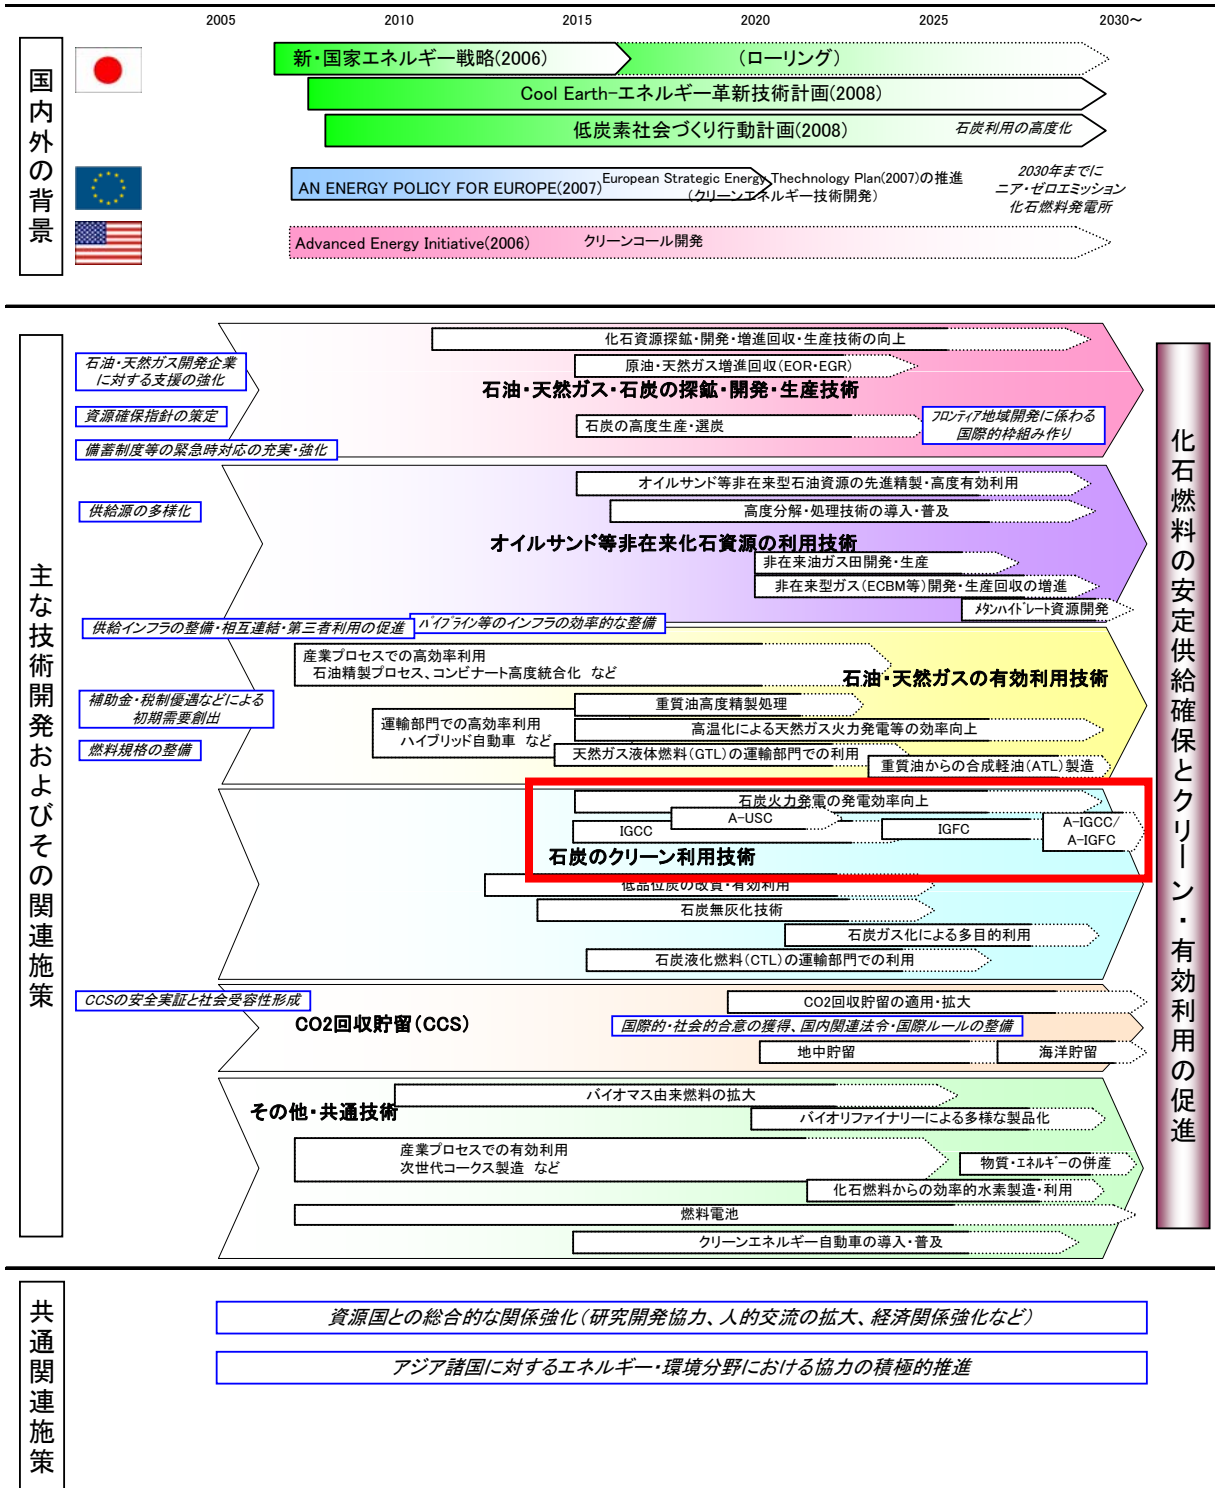 2005 2010 2015 2020 2025 2030～
国内外の背景
新・国家エネルギー戦略(2006)
(ローリング)
Cool Earth-エネルギー革新技術計画(2008)
低炭素社会づくり行動計画(2008)
石炭利用の高度化
AN ENERGY POLICY FOR EUROPE(2007)
European Strategic Energy Thechnology Plan(2007)の推進
(クリーンエネルギー技術開発)
2030年までに
ニア・ゼロエミッション
化石燃料発電所
Advanced Energy Initiative(2006)
クリーンコール開発
主な技術開発およびその関連施策
化石燃料の安定供給確保とクリーン・有効利用の促進
化石資源探鉱・開発・増進回収・生産技術の向上
石油・天然ガス開発企業
に対する支援の強化
原油・天然ガス増進回収(EOR・EGR)
石油・天然ガス・石炭の探鉱・開発・生産技術
資源確保指針の策定
石炭の高度生産・選炭
フロンティア地域開発に係わる
国際的枠組み作り
備蓄制度等の緊急時対応の充実・強化
オイルサンド等非在来型石油資源の先進精製・高度有効利用
供給源の多様化
高度分解・処理技術の導入・普及
オイルサンド等非在来化石資源の利用技術
非在来油ガス田開発・生産
非在来型ガス(ECBM等)開発・生産回収の増進
メタンハイドレート資源開発
供給インフラの整備・相互連結・第三者利用の促進
パイプライン等のインフラの効率的な整備
産業プロセスでの高効率利用
石油精製プロセス、コンビナート高度統合化 など
石油・天然ガスの有効利用技術
補助金・税制優遇などによる
初期需要創出
重質油高度精製処理
運輸部門での高効率利用
ハイブリッド自動車 など
高温化による天然ガス火力発電等の効率向上
燃料規格の整備
天然ガス液体燃料(GTL)の運輸部門での利用
重質油からの合成軽油(ATL)製造
石炭火力発電の発電効率向上
A-USC
IGCC
IGFC
A-IGCC/
A-IGFC
石炭のクリーン利用技術
低品位炭の改質・有効利用
石炭無灰化技術
石炭ガス化による多目的利用
石炭液化燃料(CTL)の運輸部門での利用
CCSの安全実証と社会受容性形成
CO2回収貯留の適用・拡大
CO2回収貯留(CCS)
国際的・社会的合意の獲得、国内関連法令・国際ルールの整備
地中貯留
海洋貯留
バイオマス由来燃料の拡大
その他・共通技術
バイオリファイナリーによる多様な製品化
産業プロセスでの有効利用
次世代コークス製造 など
物質・エネルギーの併産
化石燃料からの効率的水素製造・利用
燃料電池
クリーンエネルギー自動車の導入・普及
共通関連施策
資源国との総合的な関係強化(研究開発協力、人的交流の拡大、経済関係強化など)
アジア諸国に対するエネルギー・環境分野における協力の積極的推進